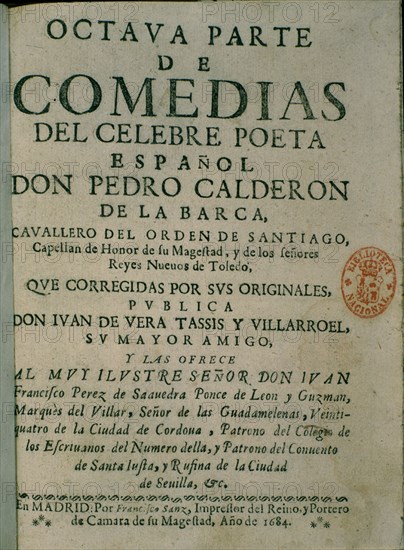 OCTAVA PARTE
DE
COMEDIAS
DEL CELEBRE POETA
ESPAÑOL
DON PEDRO CALDERON
DE LA BARCA,
CAVALLERO DEL ORDEN DE SANTIAGO,
Capellan de Honor de ſu Mageſtad, y de los ſeñores
Reyes Nueuos de Toledo,
QVE CORREGIDAS POR SVS ORIGINALES,
PVBLICA
DON IVAN DE VERA TASSIS Y VILLARROEL,
SV MAYOR AMIGO,
Y LAS OFRECE
AL MVY ILVSTRE SEÑOR DON IVAN
Franciſco Perez de Saauedra Ponce de Leon y Guzman,
Marquès del Villar, Señor de las Guadamelenas, Veinti-
quatro de la Ciudad de Cordoua, Patrono del Colegio de
los Eſcriuanos del Numero della, y Patrono del Conuento
de Santa Iuſta, y Rufina de la Ciudad
de Seuilla, &c.
En MADRID: Por Franciſco Sanz, Impreſſor del Reino, y Portero
de Camara de ſu Mageſtad, Año de 1684.
BIBLIOTECA
NACIONAL
PHOTO12